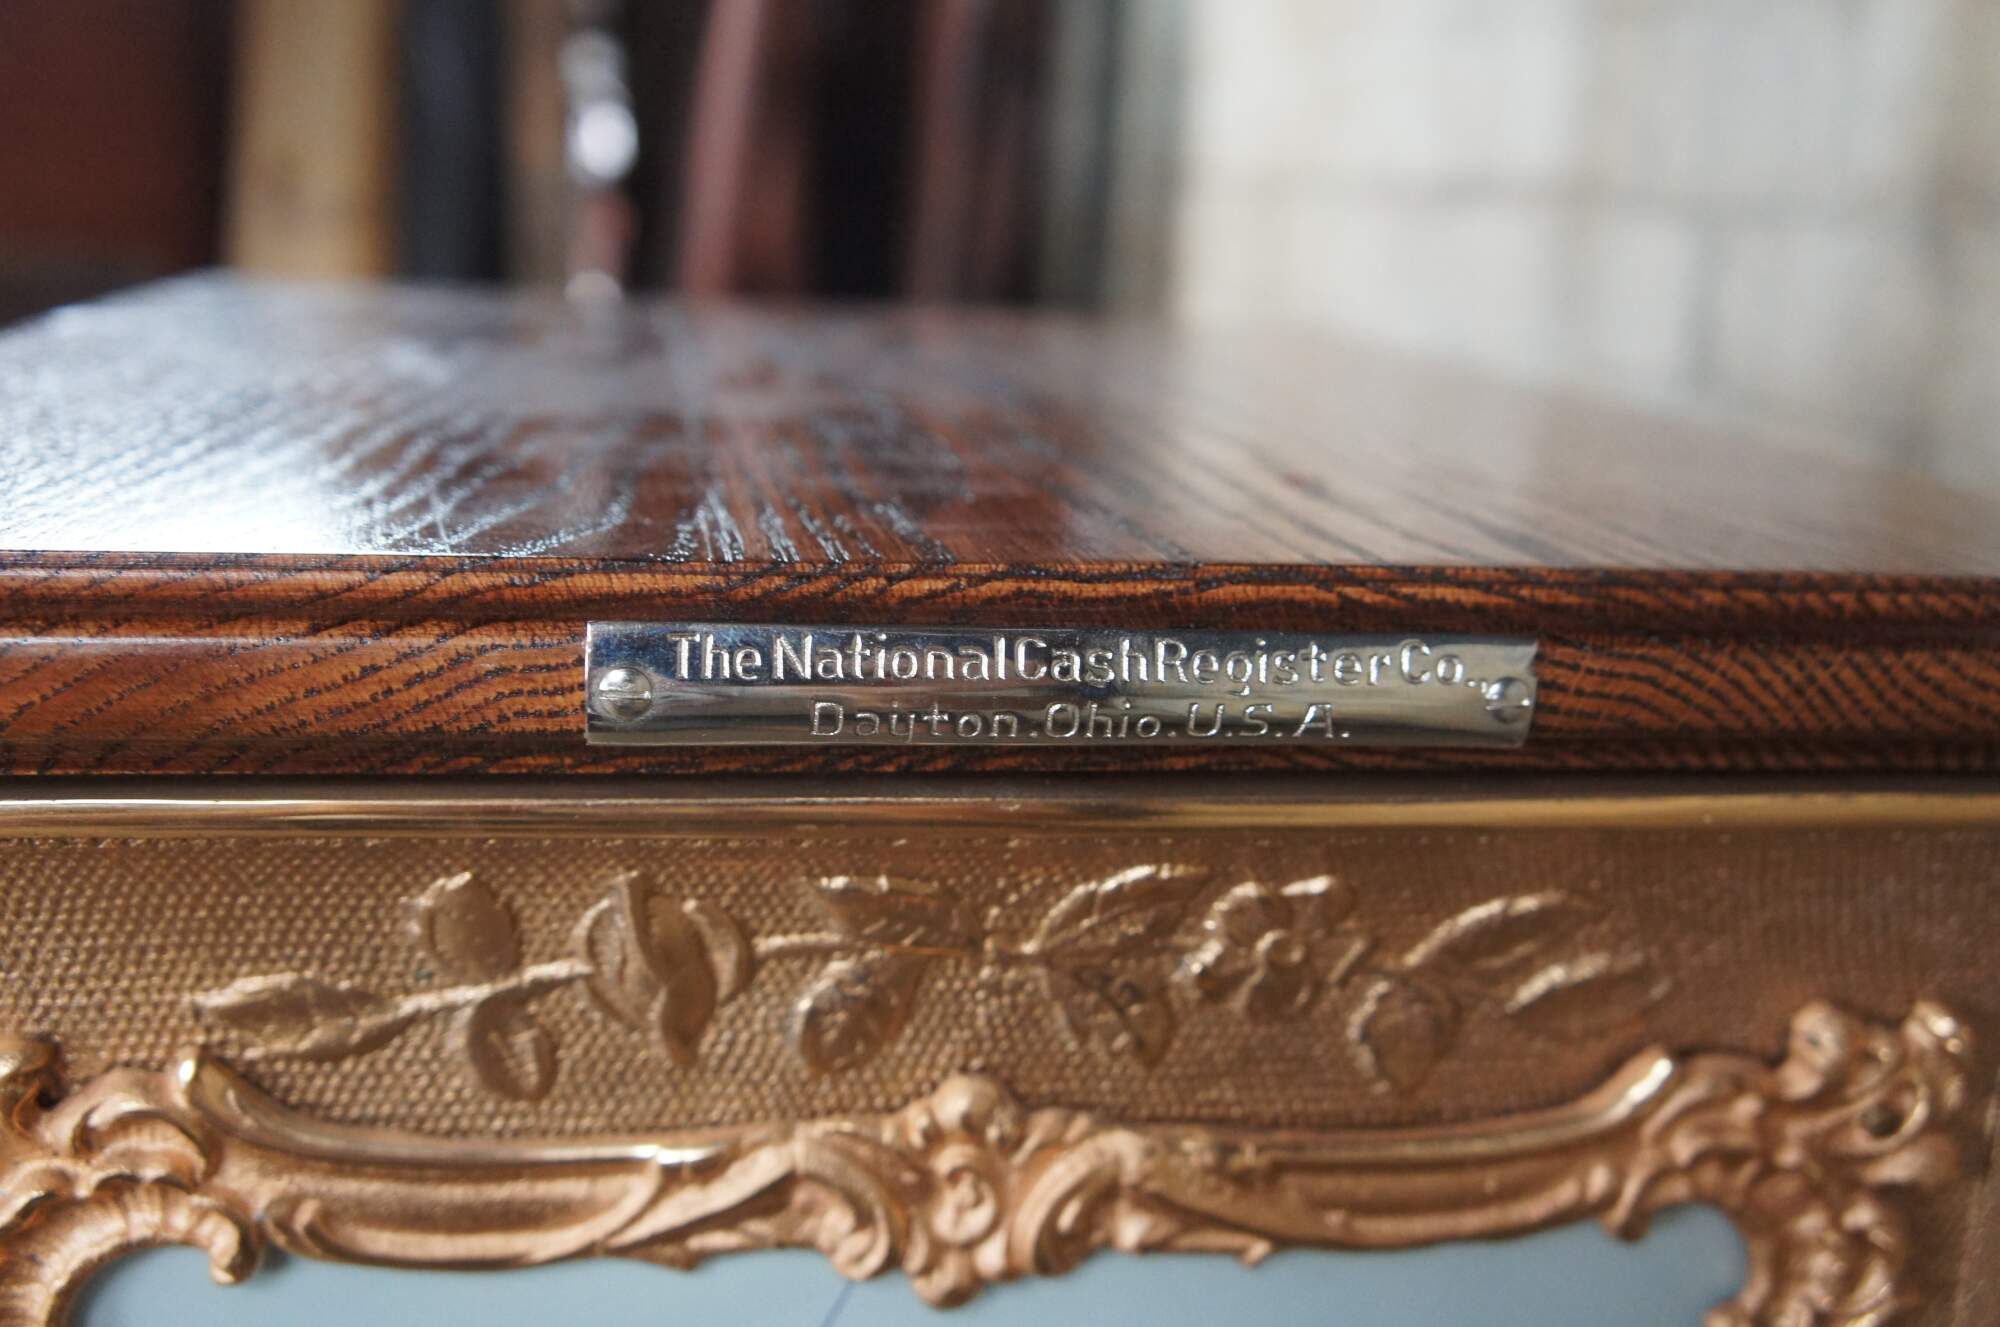 The National Cash Register Co.,
Dayton. Ohio. U.S.A.